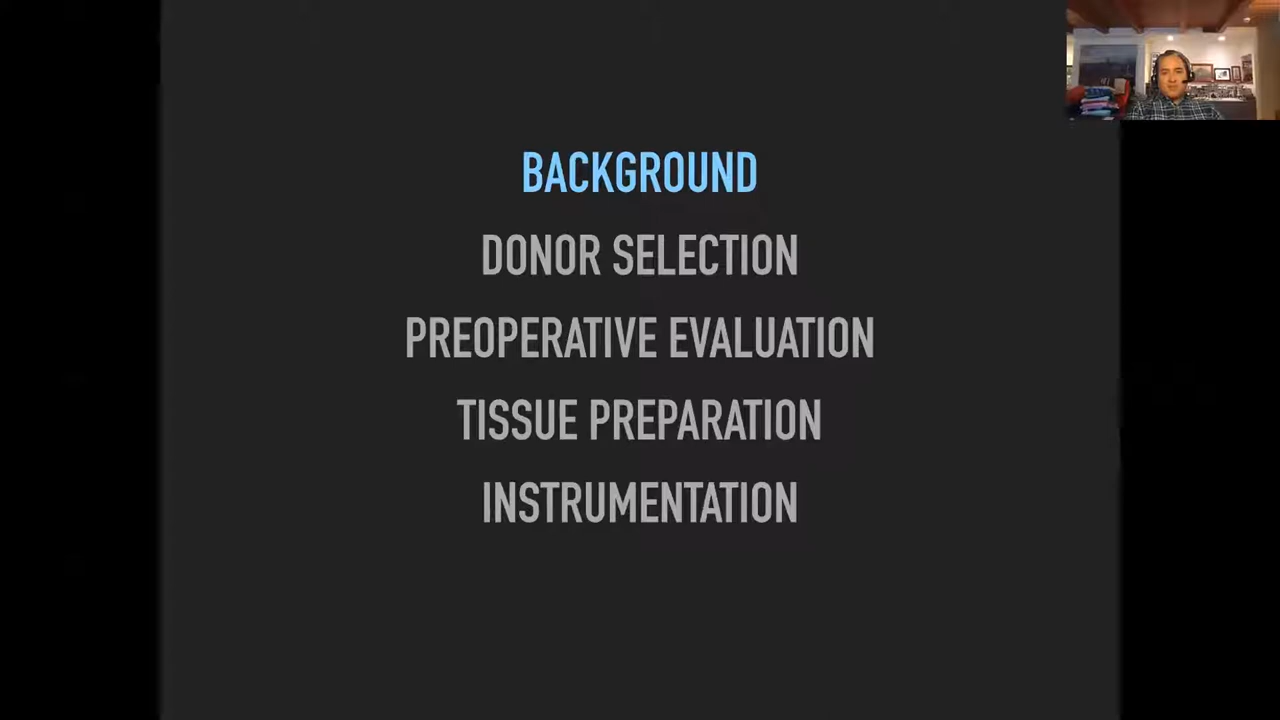 BACKGROUND
DONOR SELECTION
PREOPERATIVE EVALUATION
TISSUE PREPARATION
INSTRUMENTATION